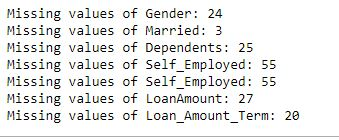 Missing values of Gender: 24
Missing values of Married: 3
Missing values of Dependents: 25
Missing values of Self_Employed: 55
Missing values of Self_Employed: 55
Missing values of LoanAmount: 27
Missing values of Loan_Amount_Term: 20